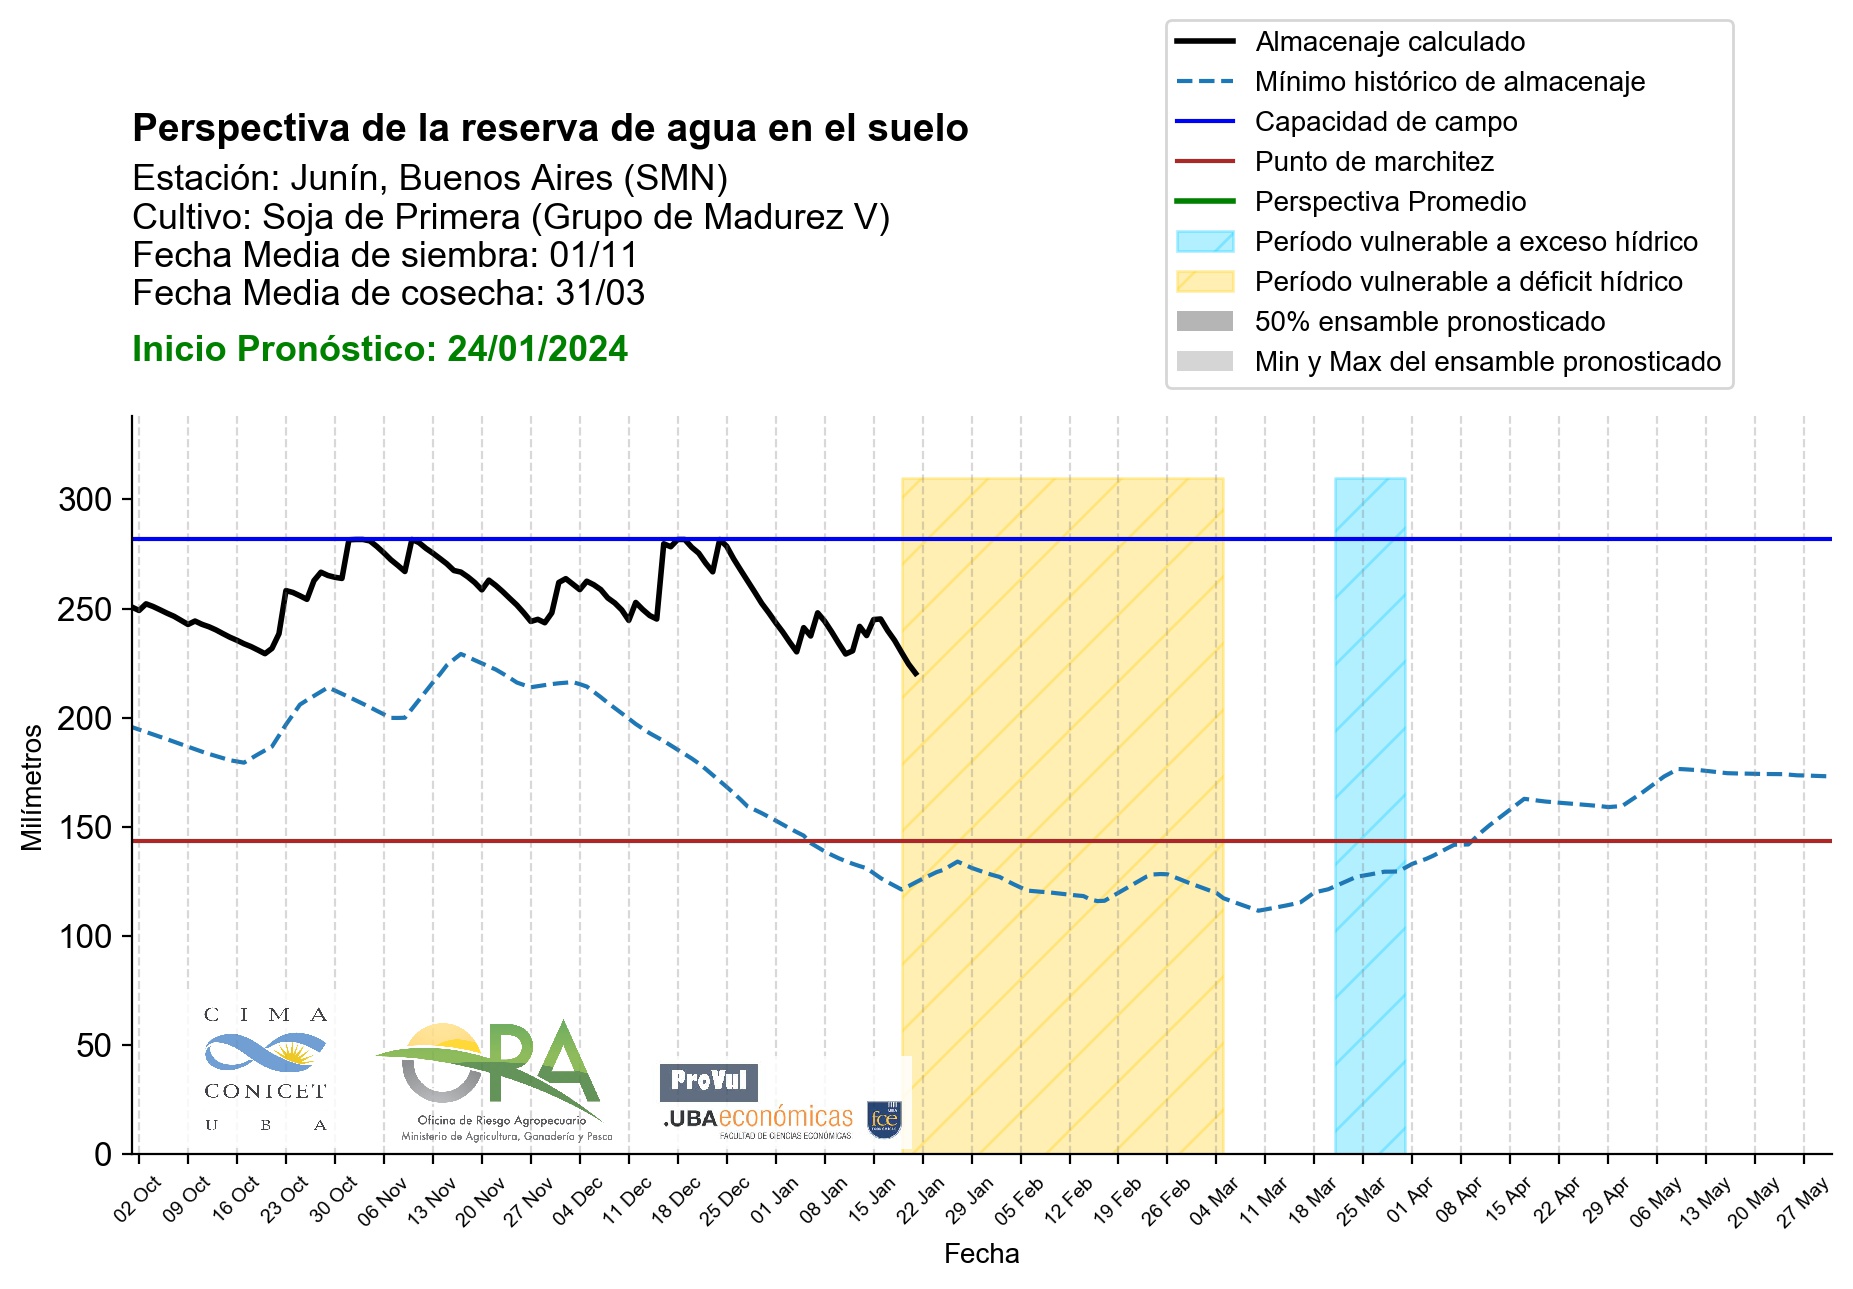 Almacenaje calculado
Mínimo histórico de almacenaje
Capacidad de campo
Punto de marchitez
Perspectiva Promedio
Período vulnerable a exceso hídrico
Período vulnerable a déficit hídrico
50% ensamble pronosticado
Min y Max del ensamble pronosticado
Perspectiva de la reserva de agua en el suelo
Estación: Junín, Buenos Aires (SMN)
Cultivo: Soja de Primera (Grupo de Madurez V)
Fecha Media de siembra: 01/11
Fecha Media de cosecha: 31/03
Inicio Pronóstico: 24/01/2024
300
250
200
150
100
50
0
Milímetros
C I M A
CONICET
U B A
ORA
Oficina de Riesgo Agropecuario
Ministerio de Agricultura, Ganadería y Pesca
ProVul
.UBAeconómicas
FACULTAD DE CIENCIAS ECONÓMICAS
UBA
fce
02 Oct
09 Oct
16 Oct
23 Oct
30 Oct
06 Nov
13 Nov
20 Nov
27 Nov
04 Dec
11 Dec
18 Dec
25 Dec
01 Jan
08 Jan
15 Jan
22 Jan
29 Jan
05 Feb
12 Feb
19 Feb
26 Feb
04 Mar
11 Mar
18 Mar
25 Mar
01 Apr
08 Apr
15 Apr
22 Apr
29 Apr
06 May
13 May
20 May
27 May
Fecha